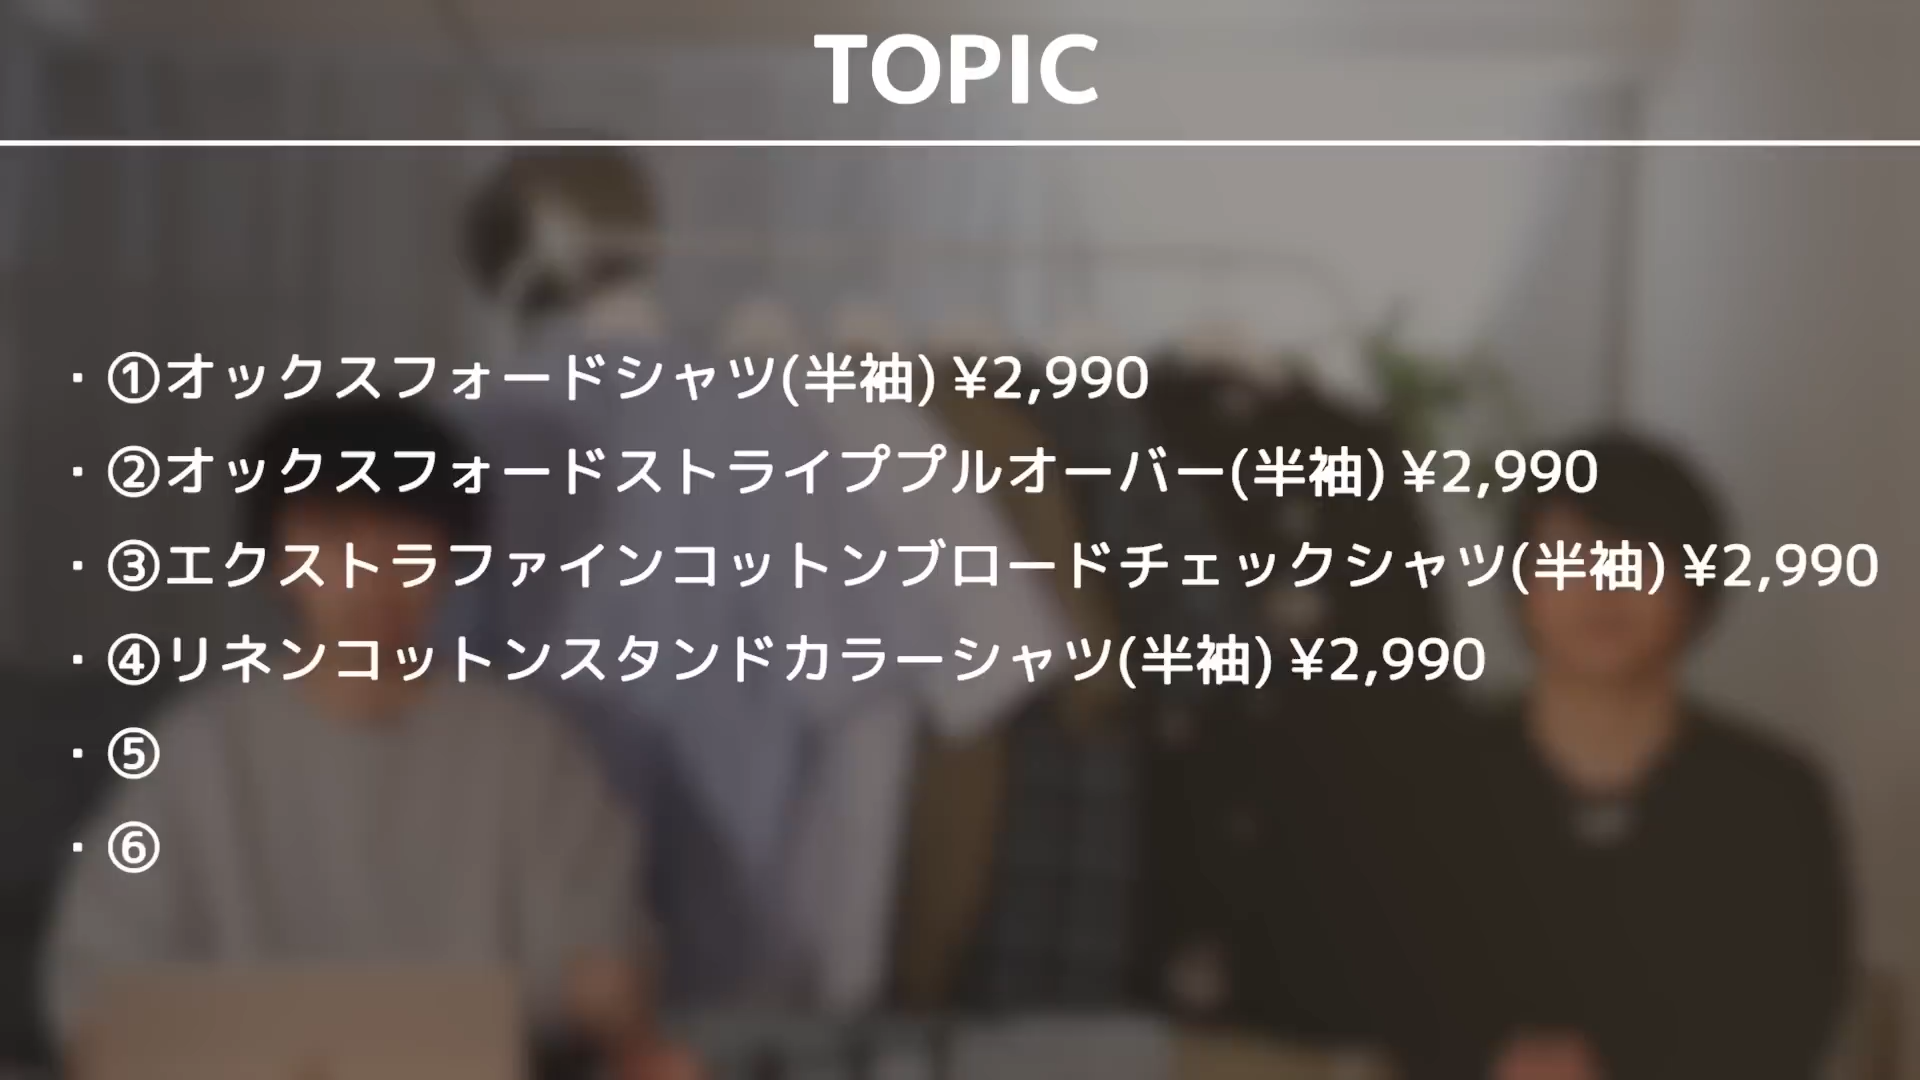 TOPIC
・①オックスフォードシャツ(半袖) ¥2,990
・②オックスフォードストライププルオーバー(半袖) ¥2,990
・③エクストラファインコットンブロードチェックシャツ(半袖) ¥2,990
・④リネンコットンスタンドカラーシャツ(半袖) ¥2,990
・⑤
・⑥